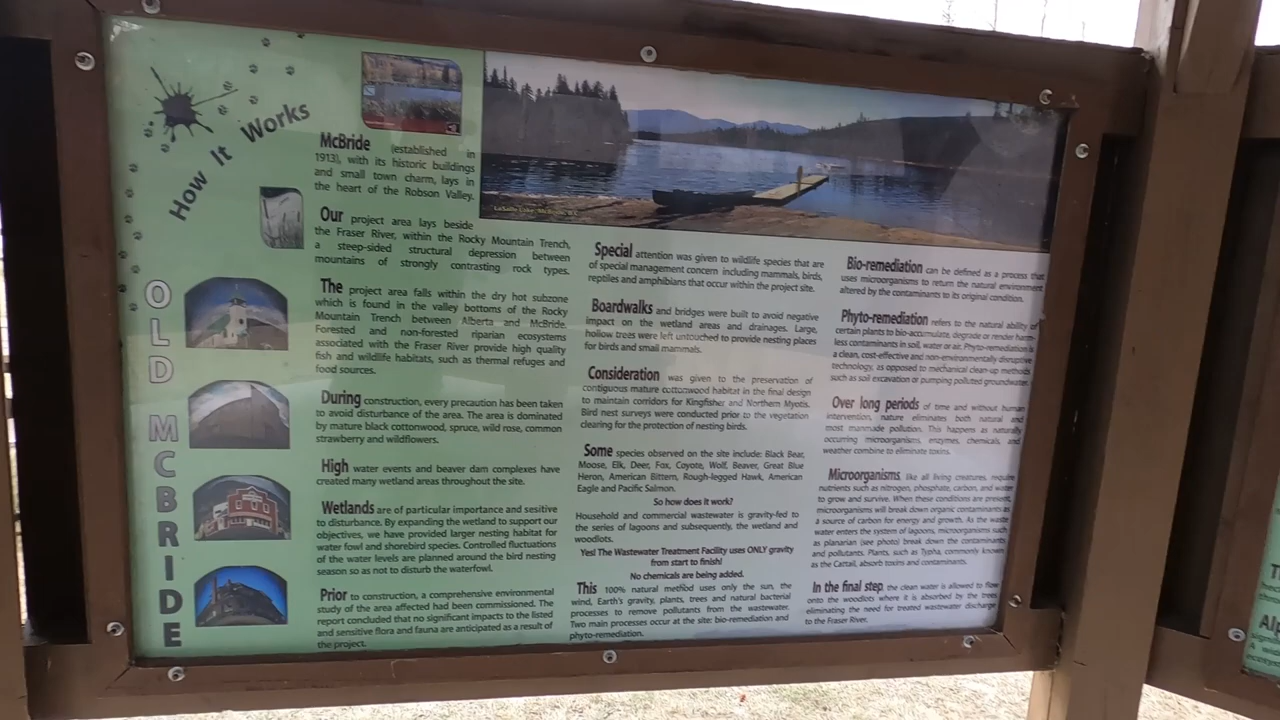 How It Works
OLD MCBRIDE
McBride (established in
1913), with its historic buildings
and small town charm, lays in
the heart of the Robson Valley.
Our project area lays beside
the Fraser River, within the Rocky Mountain Trench,
a steep-sided structural depression between
mountains of strongly contrasting rock types.
The project area falls within the dry hot subzone
which is found in the valley bottoms of the Rocky
Mountain Trench between Alberta and McBride.
Forested and non-forested riparian ecosystems
associated with the Fraser River provide high quality
fish and wildlife habitats, such as thermal refuges and
food sources.
During construction, every precaution has been taken
to avoid disturbance of the area. The area is dominated
by mature black cottonwood, spruce, wild rose, common
strawberry and wildflowers.
High water events and beaver dam complexes have
created many wetland areas throughout the site.
Wetlands are of particular importance and sesitive
to disturbance. By expanding the wetland to support our
objectives, we have provided larger nesting habitat for
water fowl and shorebird species. Controlled fluctuations
of the water levels are planned around the bird nesting
season so as not to disturb the waterfowl.
Prior to construction, a comprehensive environmental
study of the area affected had been commissioned. The
report concluded that no significant impacts to the listed
and sensitive flora and fauna are anticipated as a result of
the project.
Special attention was given to wildlife species that are
of special management concern including mammals, birds,
reptiles and amphibians that occur within the project site.
Boardwalks and bridges were built to avoid negative
impact on the wetland areas and drainages. Large,
hollow trees were left untouched to provide nesting places
for birds and small mammals.
Consideration was given to the preservation of
contiguous mature cottonwood habitat in the final design
to maintain corridors for Kingfisher and Northern Myotis.
Bird nest surveys were conducted prior to the vegetation
clearing for the protection of nesting birds.
Some species observed on the site include: Black Bear,
Moose, Elk, Deer, Fox, Coyote, Wolf, Beaver, Great Blue
Heron, American Bittern, Rough-legged Hawk, American
Eagle and Pacific Salmon.
So how does it work?
Household and commercial wastewater is gravity-fed to
the series of lagoons and subsequently, the wetland and
woodlots.
Yes! The Wastewater Treatment Facility uses ONLY gravity
from start to finish!
No chemicals are being added.
This 100% natural method uses only the sun, the
wind, Earth's gravity, plants, trees and natural bacterial
processes to remove pollutants from the wastewater.
Two main processes occur at the site: bio-remediation and
phyto-remediation.
Bio-remediation can be defined as a process that
uses microorganisms to return the natural environment
altered by the contaminants to its original condition.
Phyto-remediation refers to the natural ability of
certain plants to bio-accumulate, degrade or render harm-
less contaminants in soil, water or air. Phyto-remediation is
a clean, cost-effective and non-environmentally disruptive
technology, as opposed to mechanical clean-up methods
such as soil excavation or pumping polluted groundwater.
Over long periods of time and without human
intervention, nature eliminates both natural and
most manmade pollution. This happens as naturally
occurring microorganisms, enzymes, chemicals, and
weather combine to eliminate toxins.
Microorganisms, like all living creatures, require
nutrients such as nitrogen, phosphate, carbon, and water
to grow and survive. When these conditions are present,
microorganisms will break down organic contaminants as
a source of carbon for energy and growth. As the waste
water enters the system of lagoons, microorganisms such
as planarian (see photo) break down the contaminants
and pollutants. Plants, such as Typha, commonly known
as the Cattail, absorb toxins and contaminants.
In the final step, the clean water is allowed to flow
onto the woodlots where it is absorbed by the trees
eliminating the need for treated wastewater discharge
to the Fraser River.